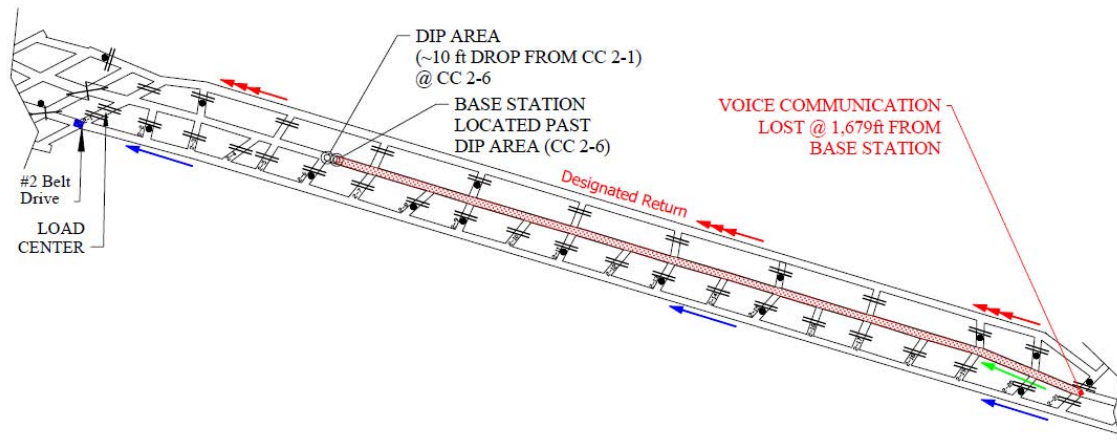 DIP AREA
(~10 ft DROP FROM CC 2-1)
@ CC 2-6
BASE STATION
LOCATED PAST
DIP AREA (CC 2-6)
VOICE COMMUNICATION
LOST @ 1,679ft FROM
BASE STATION
Designated Return
#2 Belt
Drive
LOAD
CENTER